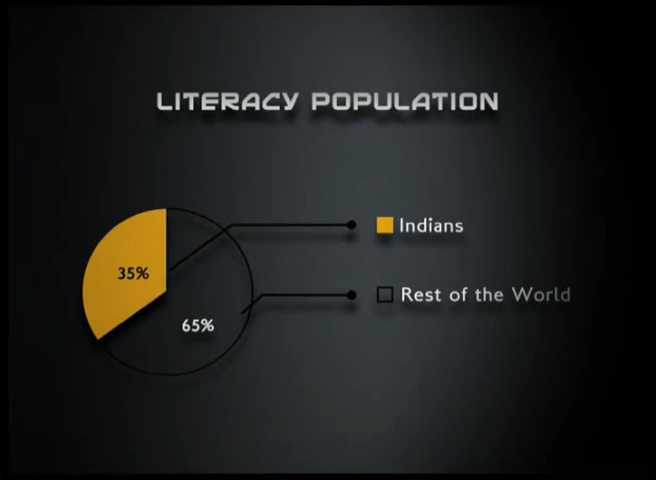 LITERACY POPULATION
Indians
35%
Rest of the World
65%